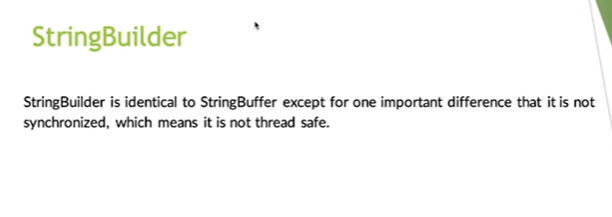 StringBuilder
StringBuilder is identical to StringBuffer except for one important difference that it is not
synchronized, which means it is not thread safe.